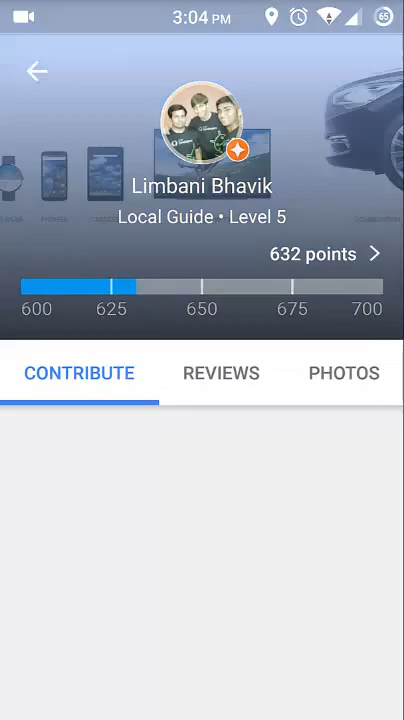 3:04 PM
65
Limbani Bhavik
Local Guide • Level 5
632 points
600 625 650 675 700
CONTRIBUTE REVIEWS PHOTOS